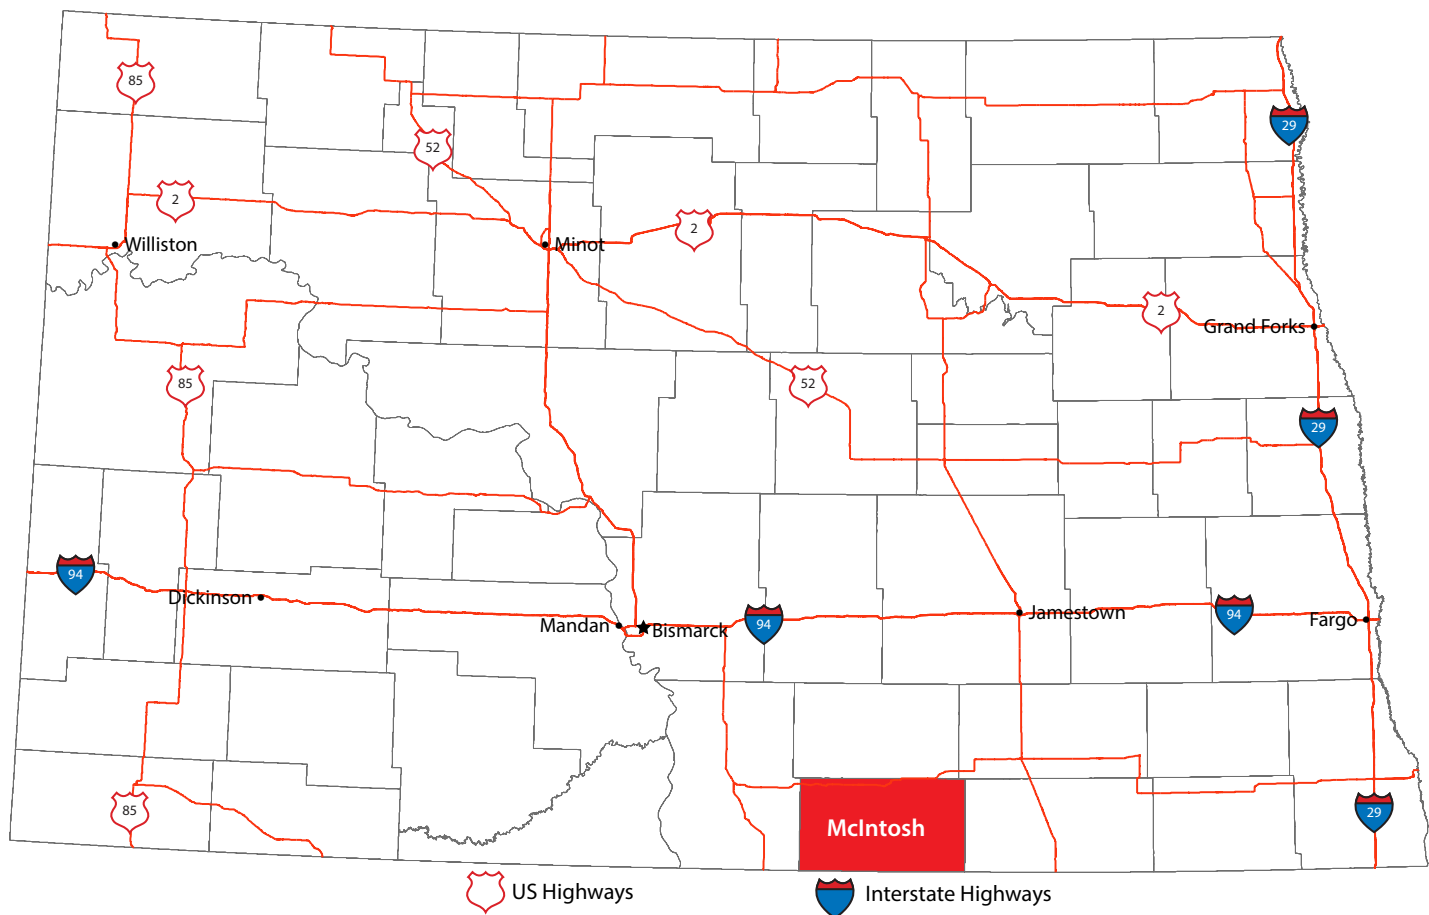 85
29
52
2
2
Williston
Minot
2
Grand Forks
85
52
29
94
Dickinson
94
Jamestown
94
Mandan
Bismarck
Fargo
85
29
McIntosh
US Highways
Interstate Highways